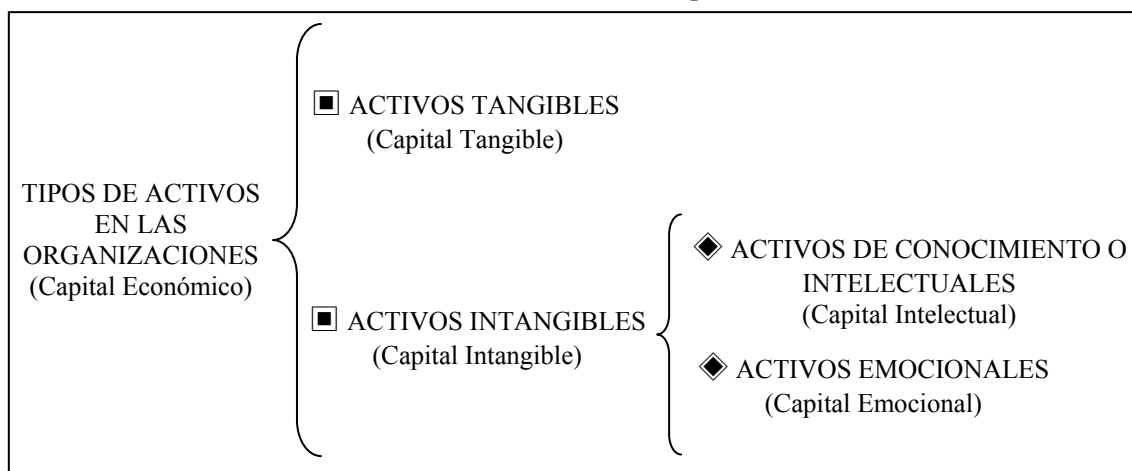 TIPOS DE ACTIVOS
EN LAS
ORGANIZACIONES
(Capital Económico)
ACTIVOS TANGIBLES
(Capital Tangible)
ACTIVOS INTANGIBLES
(Capital Intangible)
ACTIVOS DE CONOCIMIENTO O
INTELECTUALES
(Capital Intelectual)
ACTIVOS EMOCIONALES
(Capital Emocional)